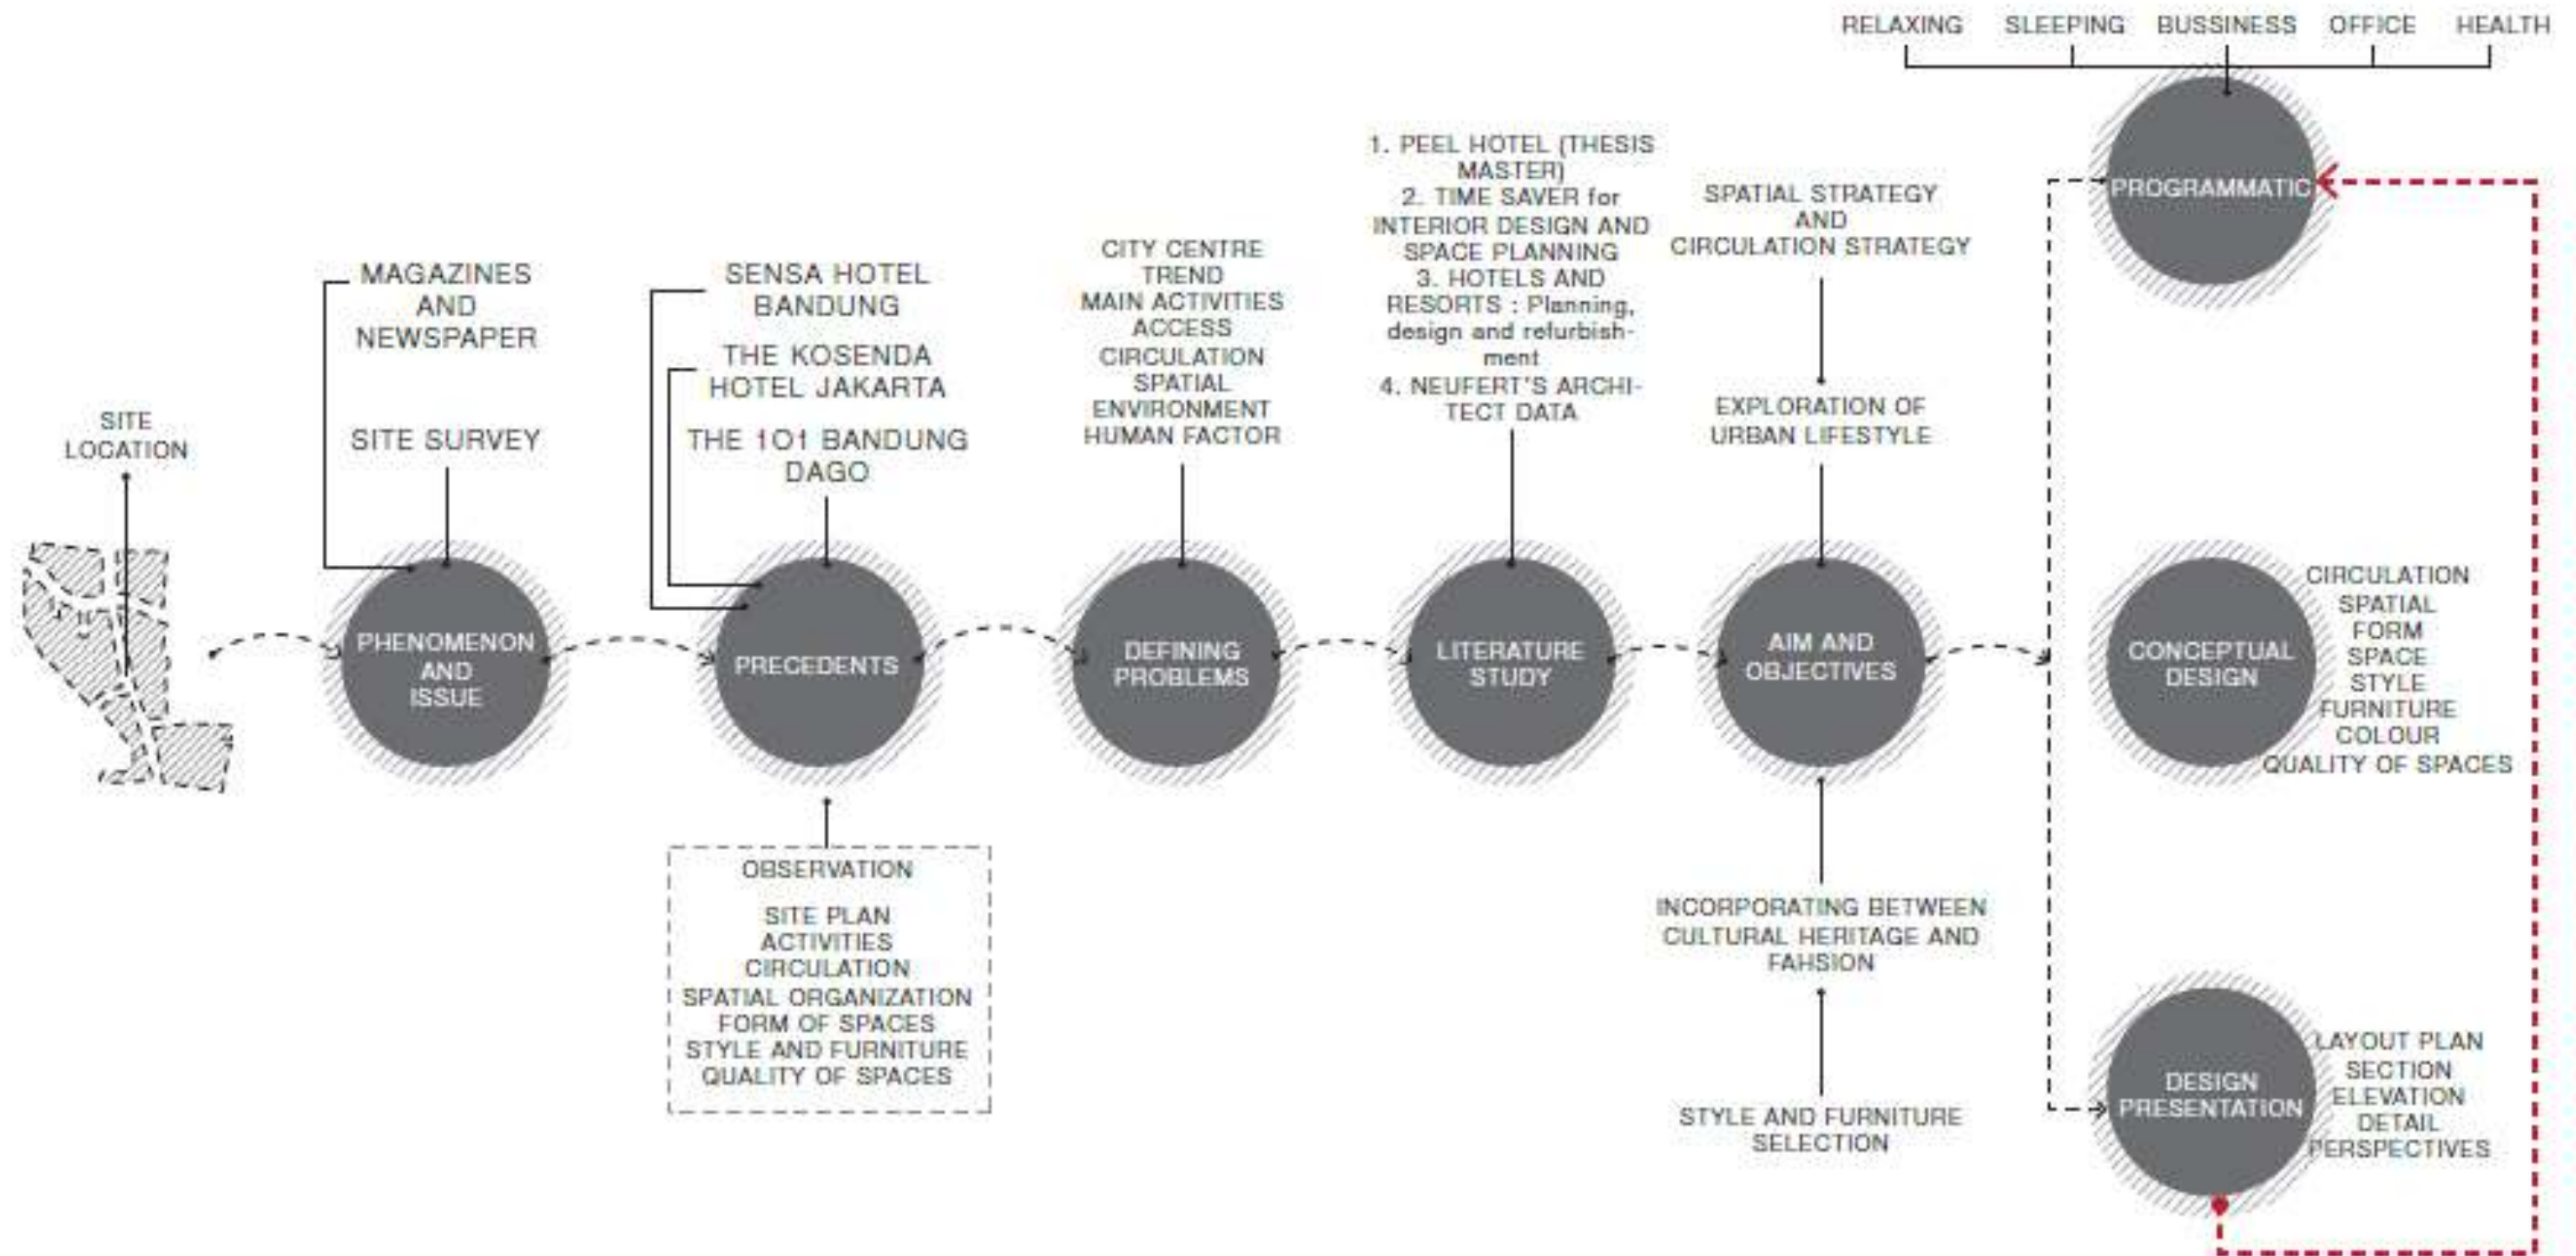 RELAXING SLEEPING BUSSINESS OFFICE HEALTH
PROGRAMMATIC
SITE
LOCATION
MAGAZINES
AND
NEWSPAPER
SITE SURVEY
PHENOMENON
AND
ISSUE
SENSA HOTEL
BANDUNG
THE KOSENDA
HOTEL JAKARTA
THE 101 BANDUNG
DAGO
PRECEDENTS
OBSERVATION
SITE PLAN
ACTIVITIES
CIRCULATION
SPATIAL ORGANIZATION
FORM OF SPACES
STYLE AND FURNITURE
QUALITY OF SPACES
CITY CENTRE
TREND
MAIN ACTIVITIES
ACCESS
CIRCULATION
SPATIAL
ENVIRONMENT
HUMAN FACTOR
DEFINING
PROBLEMS
1. PEEL HOTEL (THESIS
MASTER)
2. TIME SAVER for
INTERIOR DESIGN AND
SPACE PLANNING
3. HOTELS AND
RESORTS : Planning,
design and refurbish-
ment
4. NEUFERT'S ARCHI-
TECT DATA
LITERATURE
STUDY
SPATIAL STRATEGY
AND
CIRCULATION STRATEGY
EXPLORATION OF
URBAN LIFESTYLE
AIM AND
OBJECTIVES
INCORPORATING BETWEEN
CULTURAL HERITAGE AND
FAHSION
STYLE AND FURNITURE
SELECTION
CONCEPTUAL
DESIGN
CIRCULATION
SPATIAL
FORM
SPACE
STYLE
FURNITURE
COLOUR
QUALITY OF SPACES
DESIGN
PRESENTATION
LAYOUT PLAN
SECTION
ELEVATION
DETAIL
PERSPECTIVES